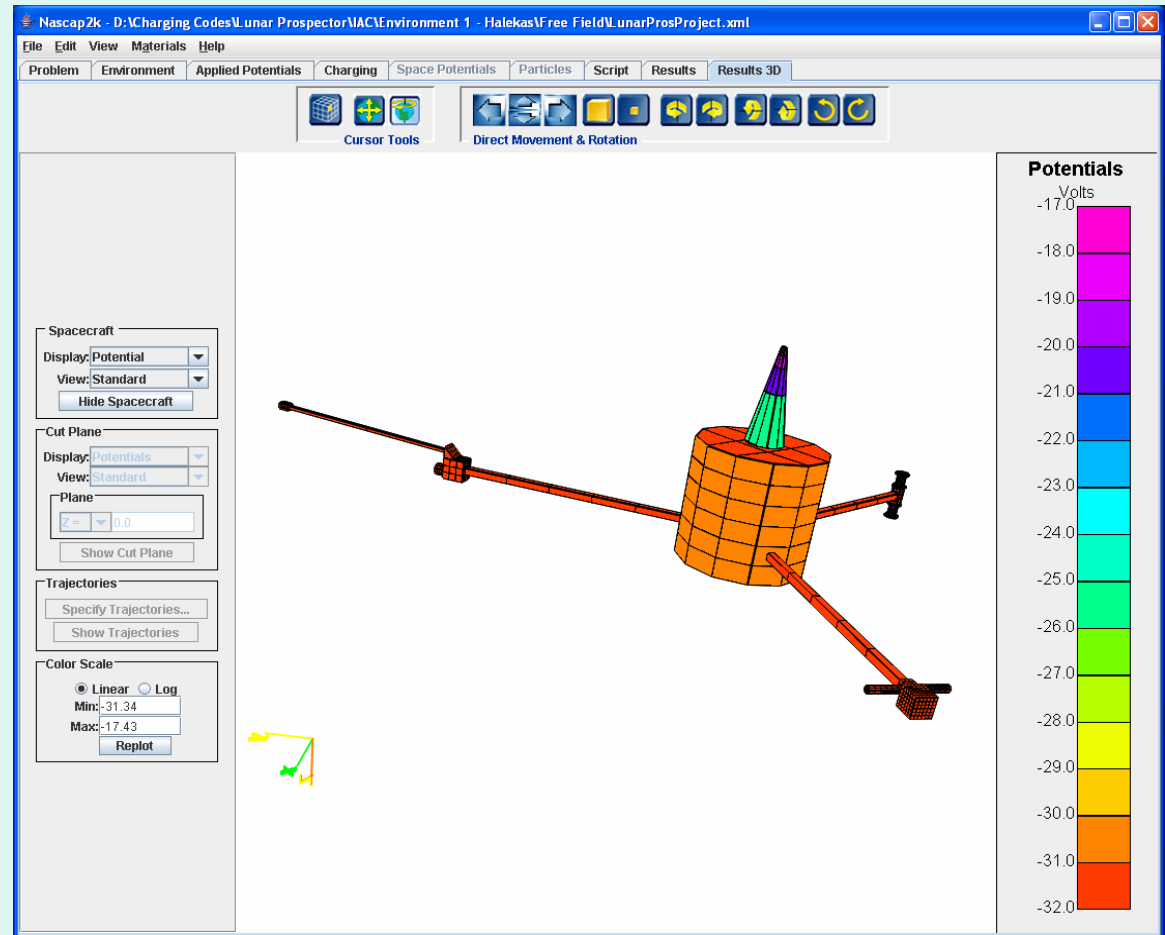 Nascap2k - D:\Charging Codes\Lunar Prospector\IAC\Environment 1 - Halekas\Free Field\LunarProsProject.xml
File Edit View Materials Help
Problem Environment Applied Potentials Charging Space Potentials Particles Script Results Results 3D
Cursor Tools Direct Movement & Rotation
Spacecraft
Display: Potential
View: Standard
Hide Spacecraft
Cut Plane
Display: Potentials
View: Standard
Plane
Z = 0.0
Show Cut Plane
Trajectories
Specify Trajectories...
Show Trajectories
Color Scale
Linear Log
Min: -31.34
Max: -17.43
Replot
Potentials
Volts
-17.0
-18.0
-19.0
-20.0
-21.0
-22.0
-23.0
-24.0
-25.0
-26.0
-27.0
-28.0
-29.0
-30.0
-31.0
-32.0